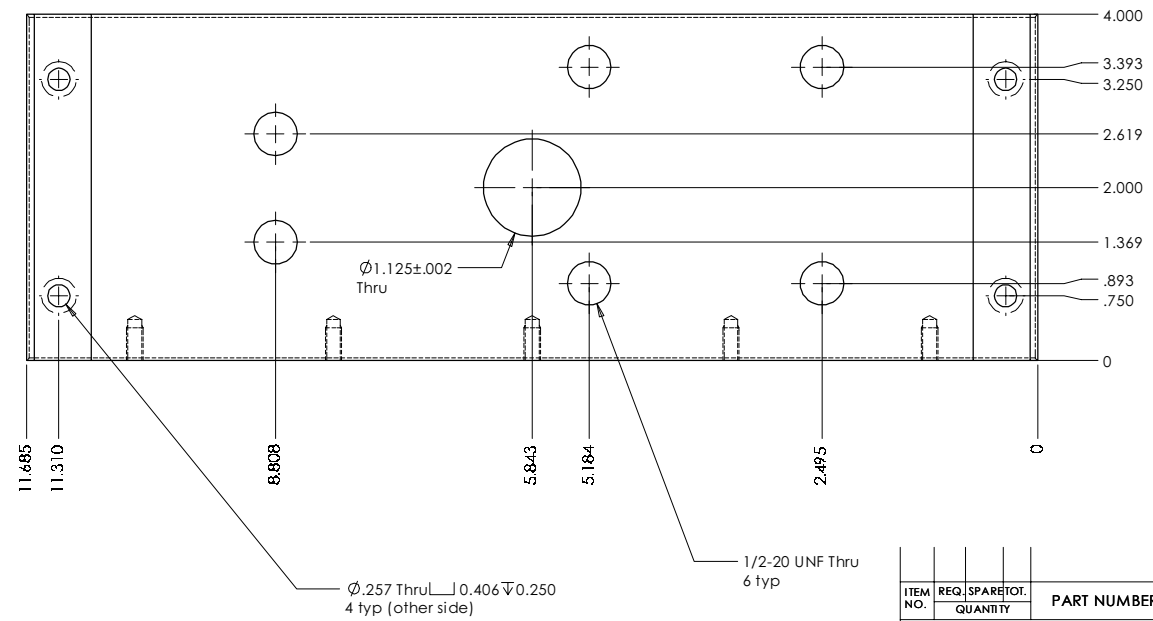 4.000
3.393
3.250
2.619
2.000
1.369
.893
.750
0
Ø1.125±.002
Thru
11.685
11.310
8.808
5.843
5.184
2.495
0
1/2-20 UNF Thru
6 typ
Ø.257 Thru⌴0.406↧0.250
4 typ (other side)
ITEM NO.
REQ. SPARE TOT.
QUANTITY
PART NUMBER